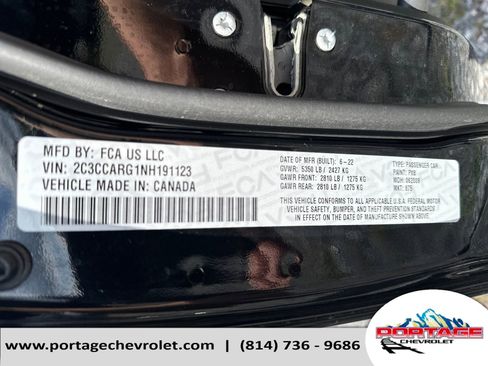 MFD BY: FCA US LLC
VIN: 2C3CCARG1NH191123
VEHICLE MADE IN: CANADA
DATE OF MFR (BUILT): 6-22
GVWR: 5350 LB / 2427 KG
GAWR FRONT: 2810 LB / 1275 KG
GAWR REAR: 2810 LB / 1275 KG
TYPE: PASSENGER CAR
PAINT: PX8
MDH: 062809
THIS VEHICLE CONFORMS TO ALL APPLICABLE U.S.A. FEDERAL MOTOR
VEHICLE SAFETY, BUMPER, AND THEFT PREVENTION STANDARDS
IN EFFECT ON THE DATE OF MANUFACTURE SHOWN ABOVE
www.portagechevrolet.com | (814) 736 - 9686
PORTAGE
CHEVROLET